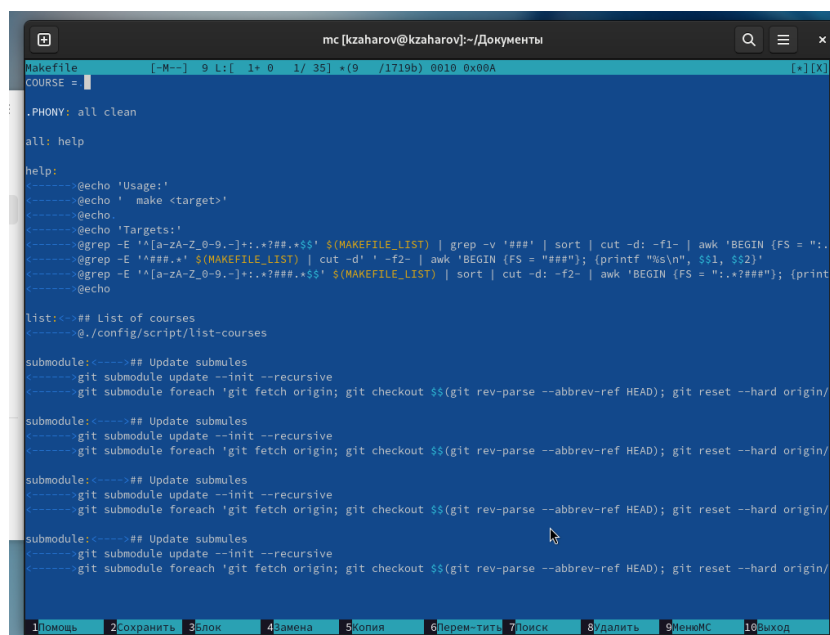 mc [kzaharov@kzaharov]:~/Документы
Makefile [-M--] 9 L:[ 1+ 0 1/ 35] *(9 /1719b) 0010 0x00A [*][X]
COURSE =.
.PHONY: all clean
all: help
help:
<------>@echo 'Usage:'
<------>@echo '  make <target>'
<------>@echo.
<------>@echo 'Targets:'
<------>@grep -E '^[a-zA-Z_0-9.-]+:.*?##.*$$' $(MAKEFILE_LIST) | grep -v '###' | sort | cut -d: -f1- | awk 'BEGIN {FS = ":.
<------>@grep -E '^###.*' $(MAKEFILE_LIST) | cut -d' ' -f2- | awk 'BEGIN {FS = "###"}; {printf "%s\n", $$1, $$2}'
<------>@grep -E '^[a-zA-Z_0-9.-]+:.*?###.*$$' $(MAKEFILE_LIST) | sort | cut -d: -f2- | awk 'BEGIN {FS = ":.*?###"}; {print
<------>@echo
list:<->## List of courses
<------>@./config/script/list-courses
submodule:<---->## Update submules
<------>git submodule update --init --recursive
<------>git submodule foreach 'git fetch origin; git checkout $$(git rev-parse --abbrev-ref HEAD); git reset --hard origin/
submodule:<---->## Update submules
<------>git submodule update --init --recursive
<------>git submodule foreach 'git fetch origin; git checkout $$(git rev-parse --abbrev-ref HEAD); git reset --hard origin/
submodule:<---->## Update submules
<------>git submodule update --init --recursive
<------>git submodule foreach 'git fetch origin; git checkout $$(git rev-parse --abbrev-ref HEAD); git reset --hard origin/
submodule:<---->## Update submules
<------>git submodule update --init --recursive
<------>git submodule foreach 'git fetch origin; git checkout $$(git rev-parse --abbrev-ref HEAD); git reset --hard origin/
1Помощь 2Сохранить 3Блок 4Замена 5Копия 6Перем~тить 7Поиск 8Удалить 9МенюМС 10Выход